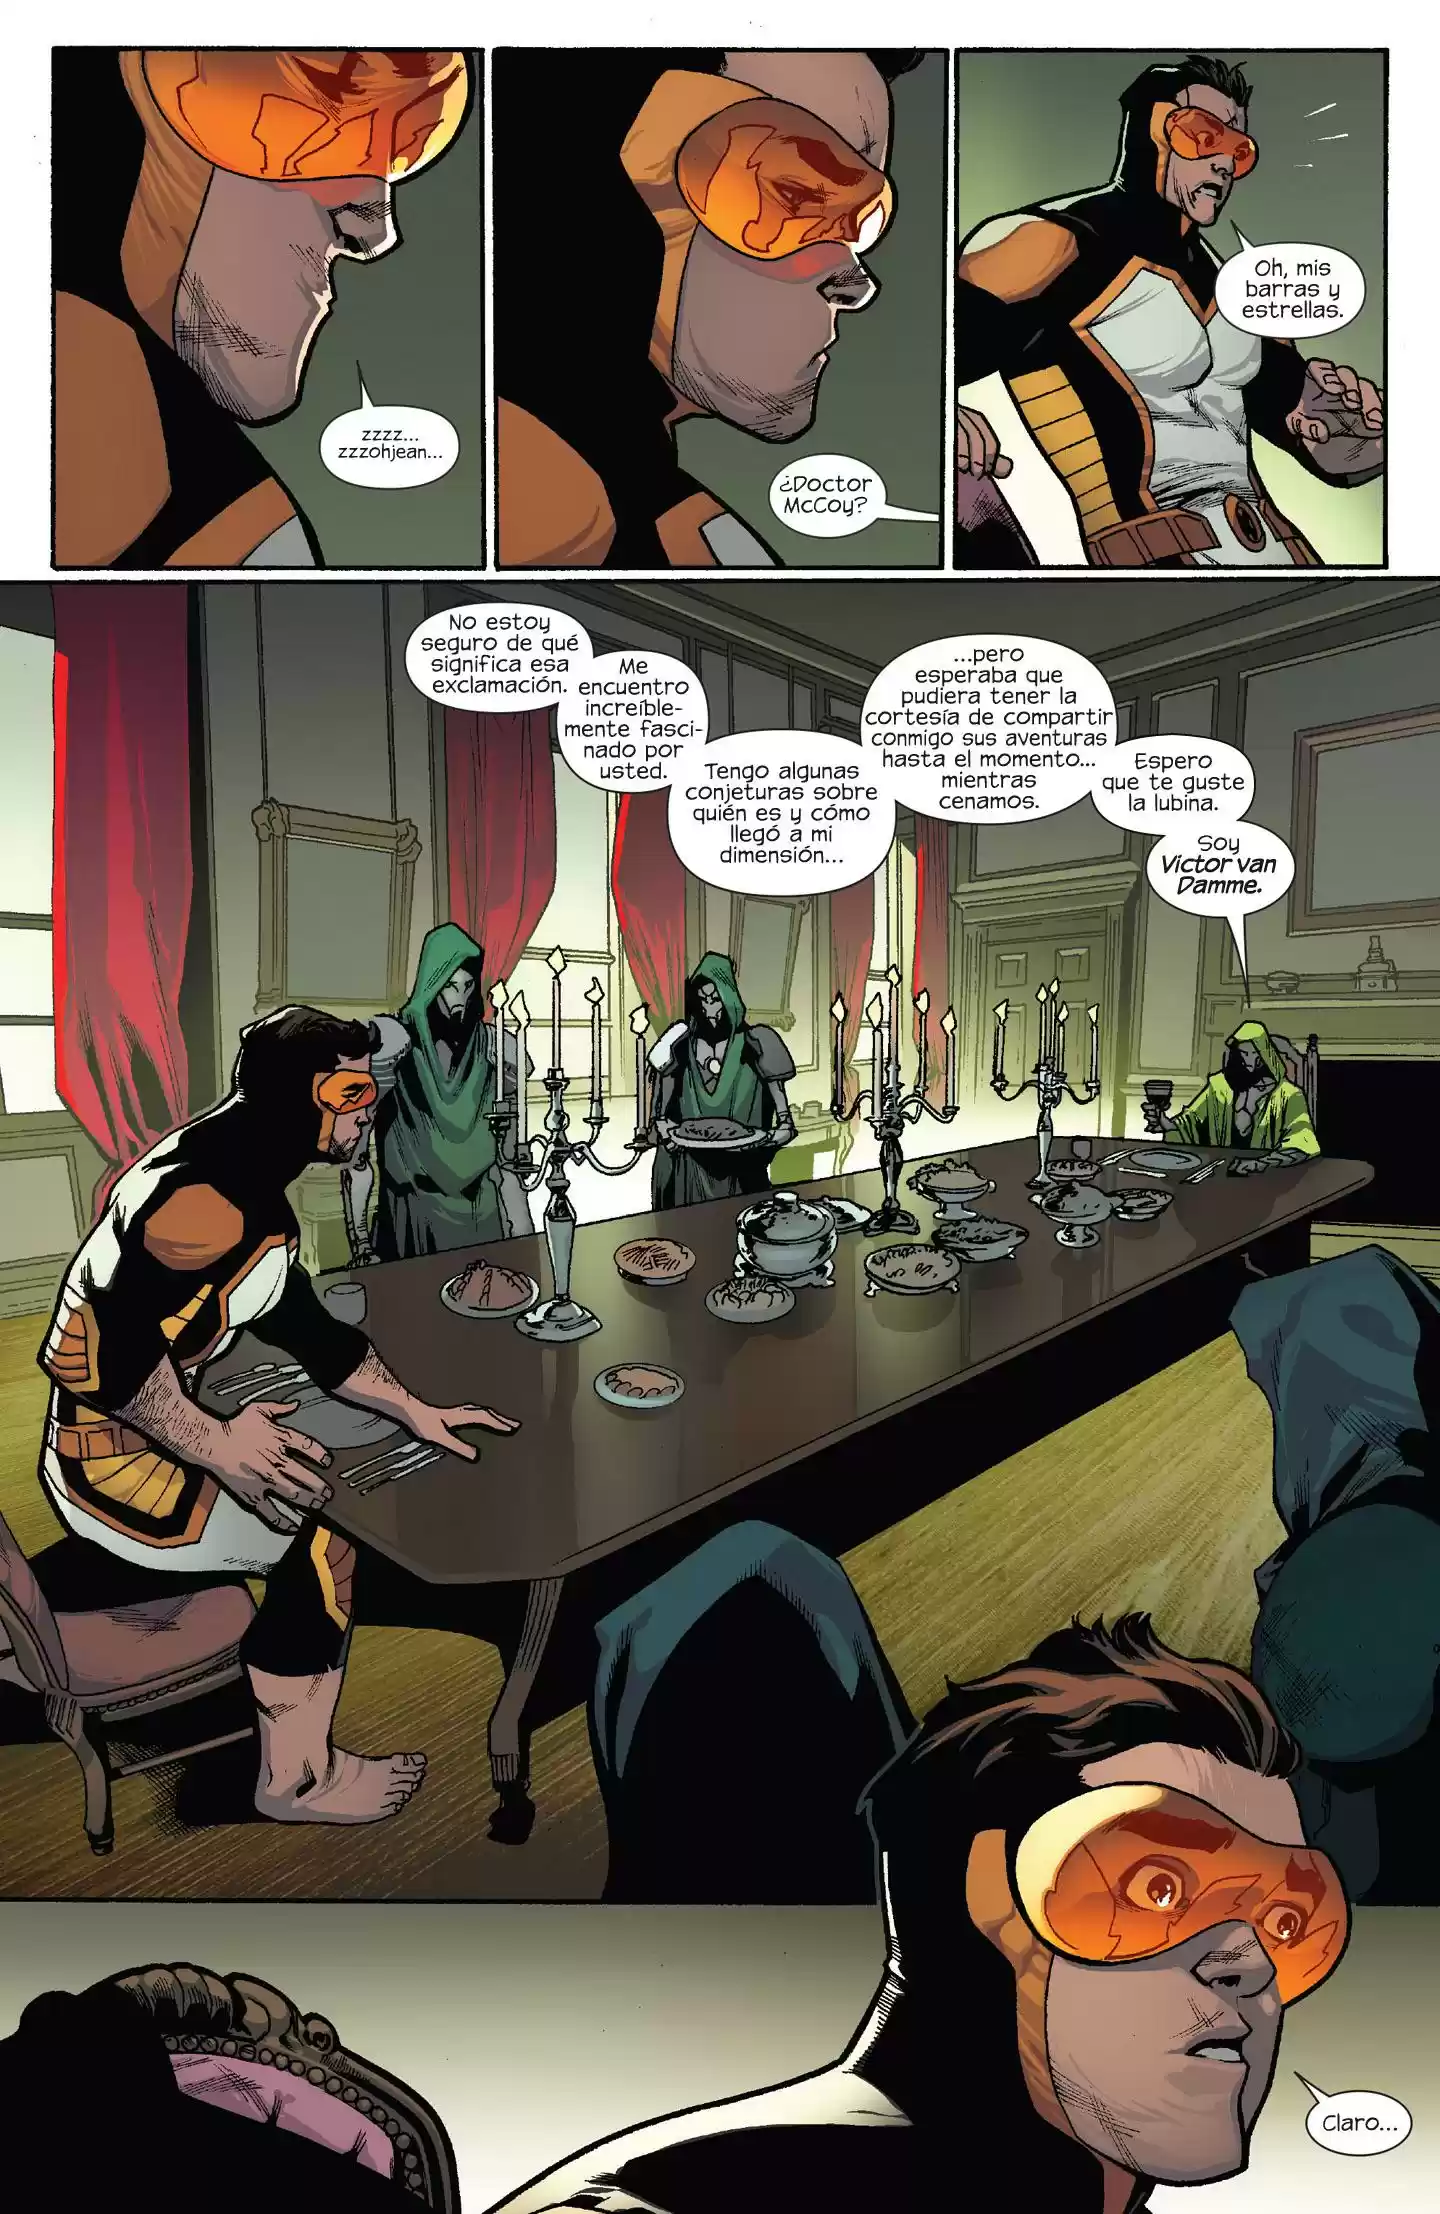 zzzz...
zzzohjean...
¿Doctor
McCoy?
Oh, mis
barras y
estrellas.
No estoy
seguro de qué
significa esa
exclamación.
Me
encuentro
increíble-
mente fasci-
nado por
usted.
Tengo algunas
conjeturas sobre
quién es y cómo
llegó a mi
dimensión...
...pero
esperaba que
pudiera tener la
cortesía de compartir
conmigo sus aventuras
hasta el momento...
mientras
cenamos.
Espero
que te guste
la lubina.
Soy
Victor van
Damme.
Claro...